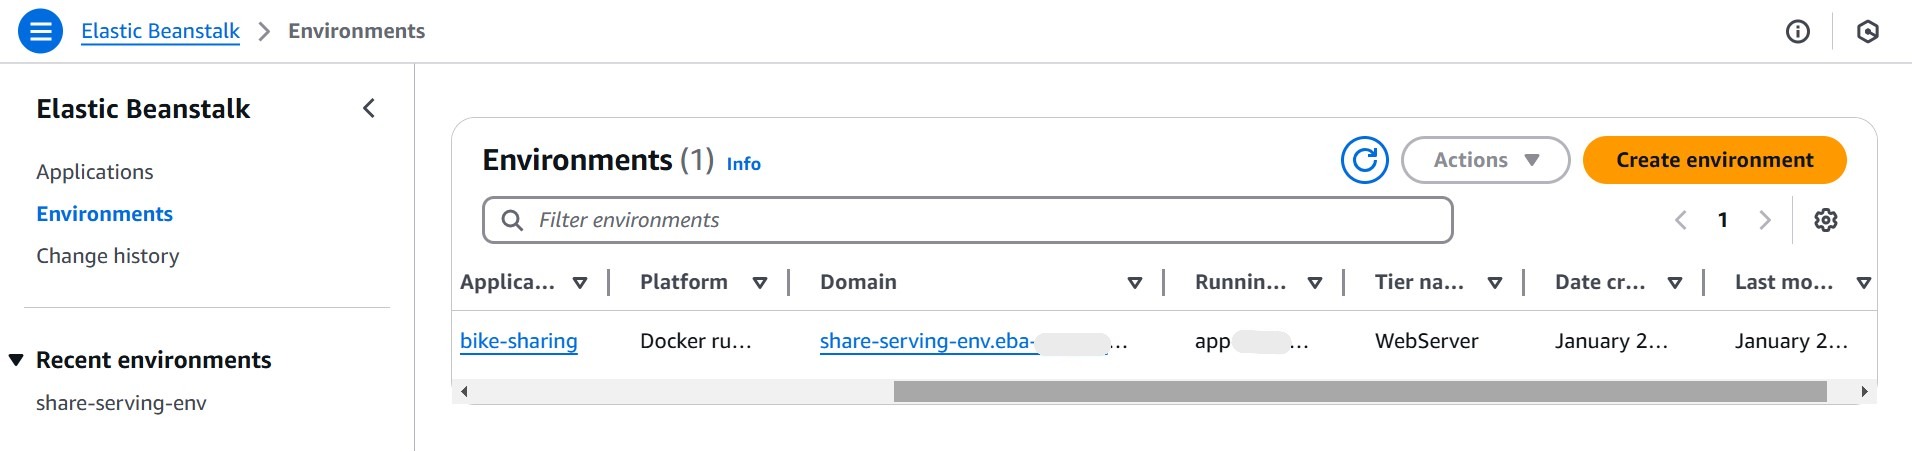 Elastic Beanstalk > Environments
Elastic Beanstalk
Applications
Environments
Change history
Recent environments
share-serving-env
Environments (1) Info
Actions
Create environment
Filter environments
1
Applica... Platform Domain Runnin... Tier na... Date cr... Last mo...
bike-sharing Docker ru... share-serving-env.eba-... app... WebServer January 2... January 2...